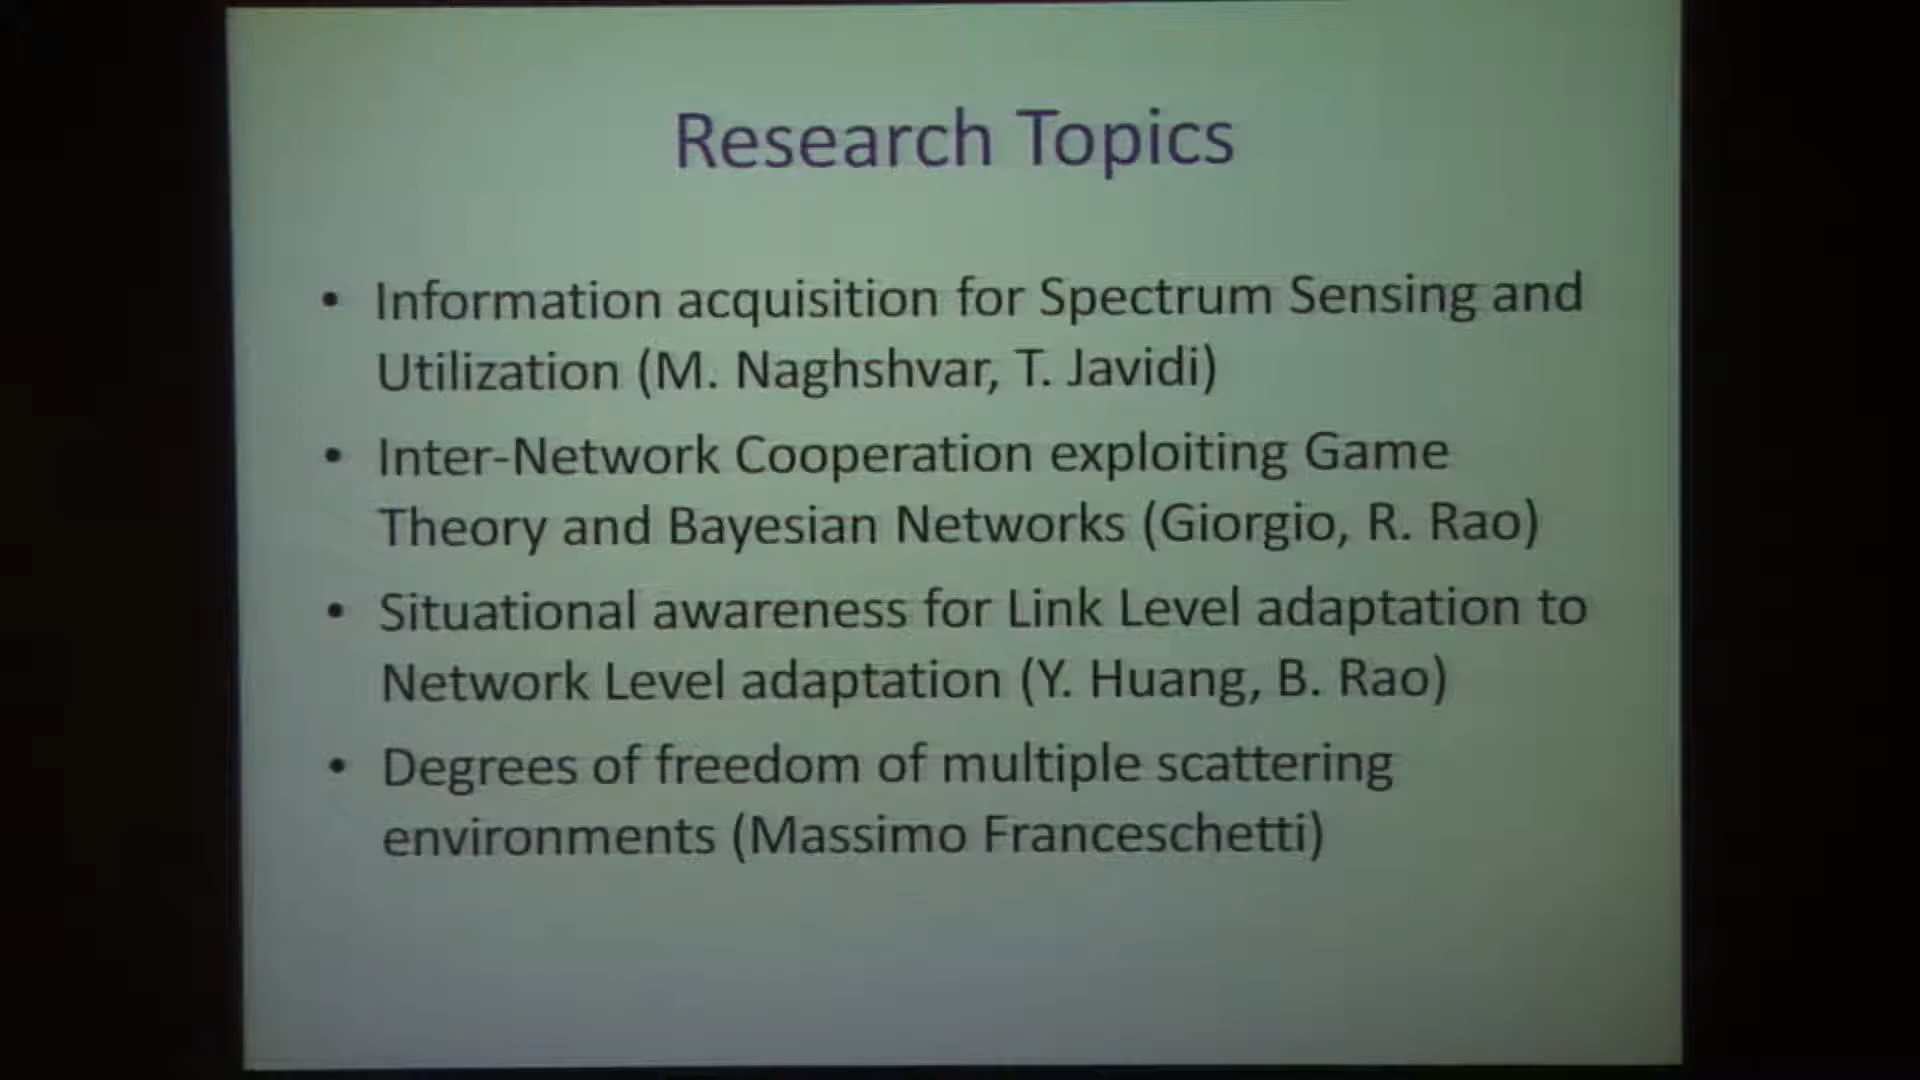 Research Topics
• Information acquisition for Spectrum Sensing and
Utilization (M. Naghshvar, T. Javidi)
• Inter-Network Cooperation exploiting Game
Theory and Bayesian Networks (Giorgio, R. Rao)
• Situational awareness for Link Level adaptation to
Network Level adaptation (Y. Huang, B. Rao)
• Degrees of freedom of multiple scattering
environments (Massimo Franceschetti)